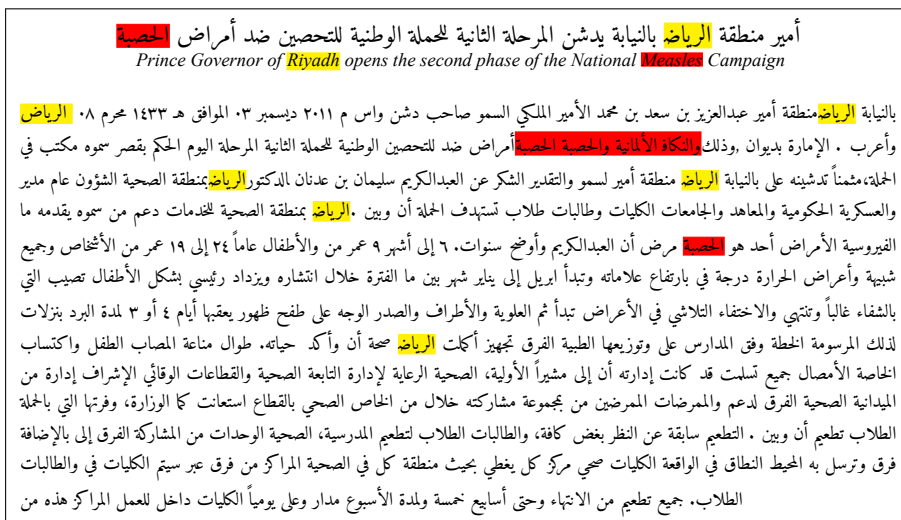 أمير منطقة الرياض بالنيابة يدشن المرحلة الثانية للحملة الوطنية للتحصين ضد أمراض الحصبة
Prince Governor of Riyadh opens the second phase of the National Measles Campaign
بالنيابة الرياضمنطقة أمير عبدالعزيز بن سعد بن محمد الأمير الملكي السمو صاحب دشن واس م ٢٠١١ ديسمبر ٠٣ الموافق هـ ١٤٣٣ محرم ٠٨ الرياض
وأعرب . الإمارة بديوان ,وذلكوالنكاف الألمانية والحصبة الحصبةأمراض ضد للتحصين الوطنية للحملة الثانية المرحلة اليوم الحكم بقصر سموه مكتب في
الحملة،مثمناً تدشينه على بالنيابة الرياض منطقة أمير لسمو والتقدير الشكر عن العبدالكريم سليمان بن عدنان الدكتورالرياضبمنطقة الصحية الشؤون عام مدير
والعسكرية الحكومية والمعاهد والجامعات الكليات وطالبات طلاب تستهدف الحملة أن وبين .الرياض بمنطقة الصحية للخدمات دعم من سموه يقدمه ما
الفيروسية الأمراض أحد هو الحصبة مرض أن العبدالكريم وأوضح سنوات. ٦ إلى أشهر ٩ عمر من والأطفال عاماً ٢٤ إلى ١٩ عمر من الأشخاص وجميع
شبيهة وأعراض الحرارة درجة في بارتفاع علاماته وتبدأ ابريل إلى يناير شهر بين ما الفترة خلال انتشاره ويزداد رئيسي بشكل الأطفال تصيب التي
بالشفاء غالباً وتنتهي والاختفاء التلاشي في الأعراض تبدأ ثم العلوية والأطراف والصدر الوجه على طفح ظهور يعقبها أيام ٤ أو ٣ لمدة البرد بنزلات
لذلك المرسومة الخطة وفق المدارس على وتوزيعها الطبية الفرق تجهيز أكملت الرياض صحة أن وأكد حياته. طوال مناعة المصاب الطفل واكتساب
الخاصة الأمصال جميع تسلمت قد كانت إدارته أن إلى مشيراً الأولية، الصحية الرعاية لإدارة التابعة الصحية والقطاعات الوقائي الإشراف إدارة من
الميدانية الصحية الفرق لدعم والممرضات الممرضين من بمجموعة مشاركته خلال من الخاص الصحي بالقطاع استعانت كما الوزارة، وفرتها التي بالحملة
الطلاب تطعيم أن وبين . التطعيم سابقة عن النظر بغض كافة، والطالبات الطلاب لتطعيم المدرسية، الصحية الوحدات من المشاركة الفرق إلى بالإضافة
فرق وترسل به المحيط النطاق في الواقعة الكليات صحي مركز كل يغطي بحيث منطقة كل في الصحية المراكز من فرق عبر سيتم الكليات في والطالبات
الطلاب. جميع تطعيم من الانتهاء وحتى أسابيع خمسة ولمدة الأسبوع مدار وعلى يومياً الكليات داخل للعمل المراكز هذه من